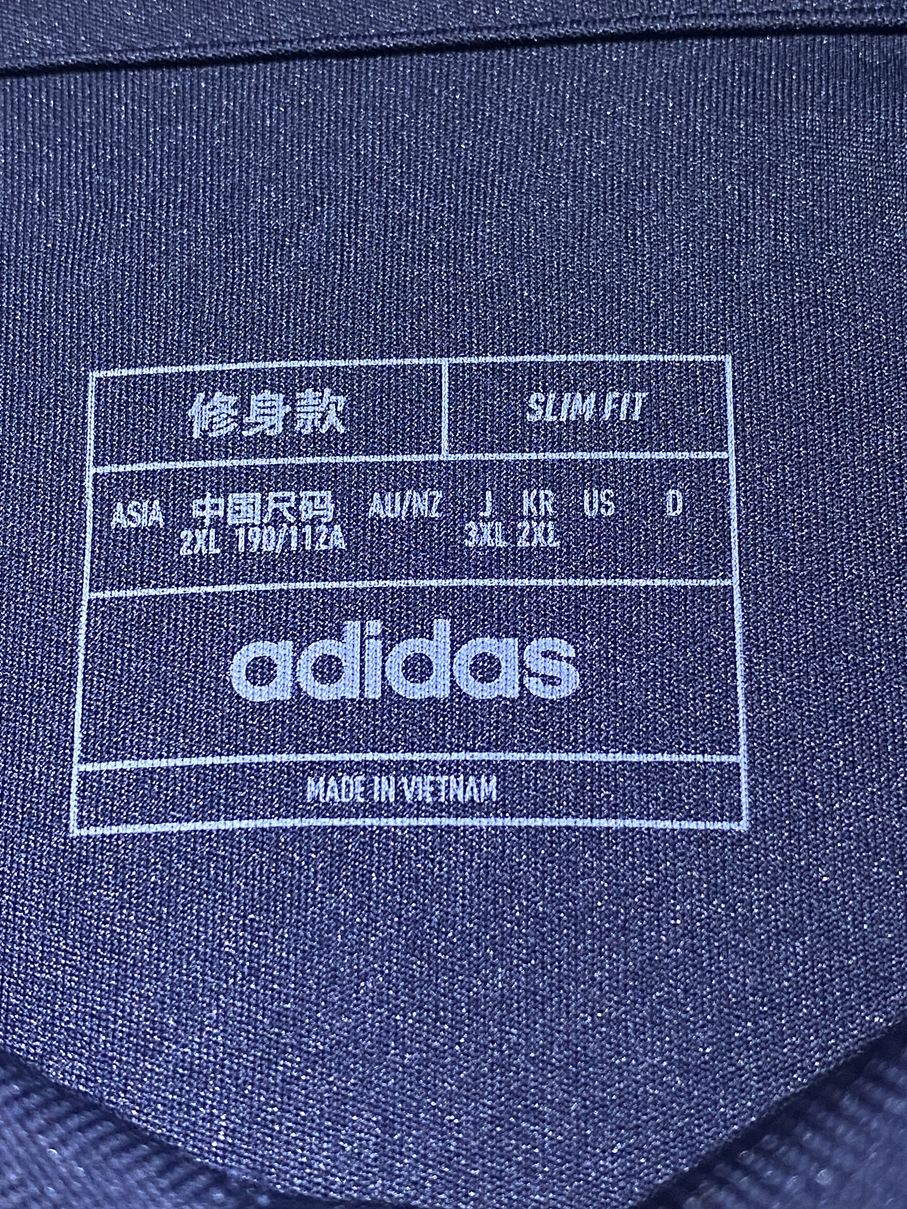 修身款 SLIM FIT
ASIA 中国尺码 AU/NZ J KR US D
2XL 190/112A 3XL 2XL
adidas
MADE IN VIETNAM